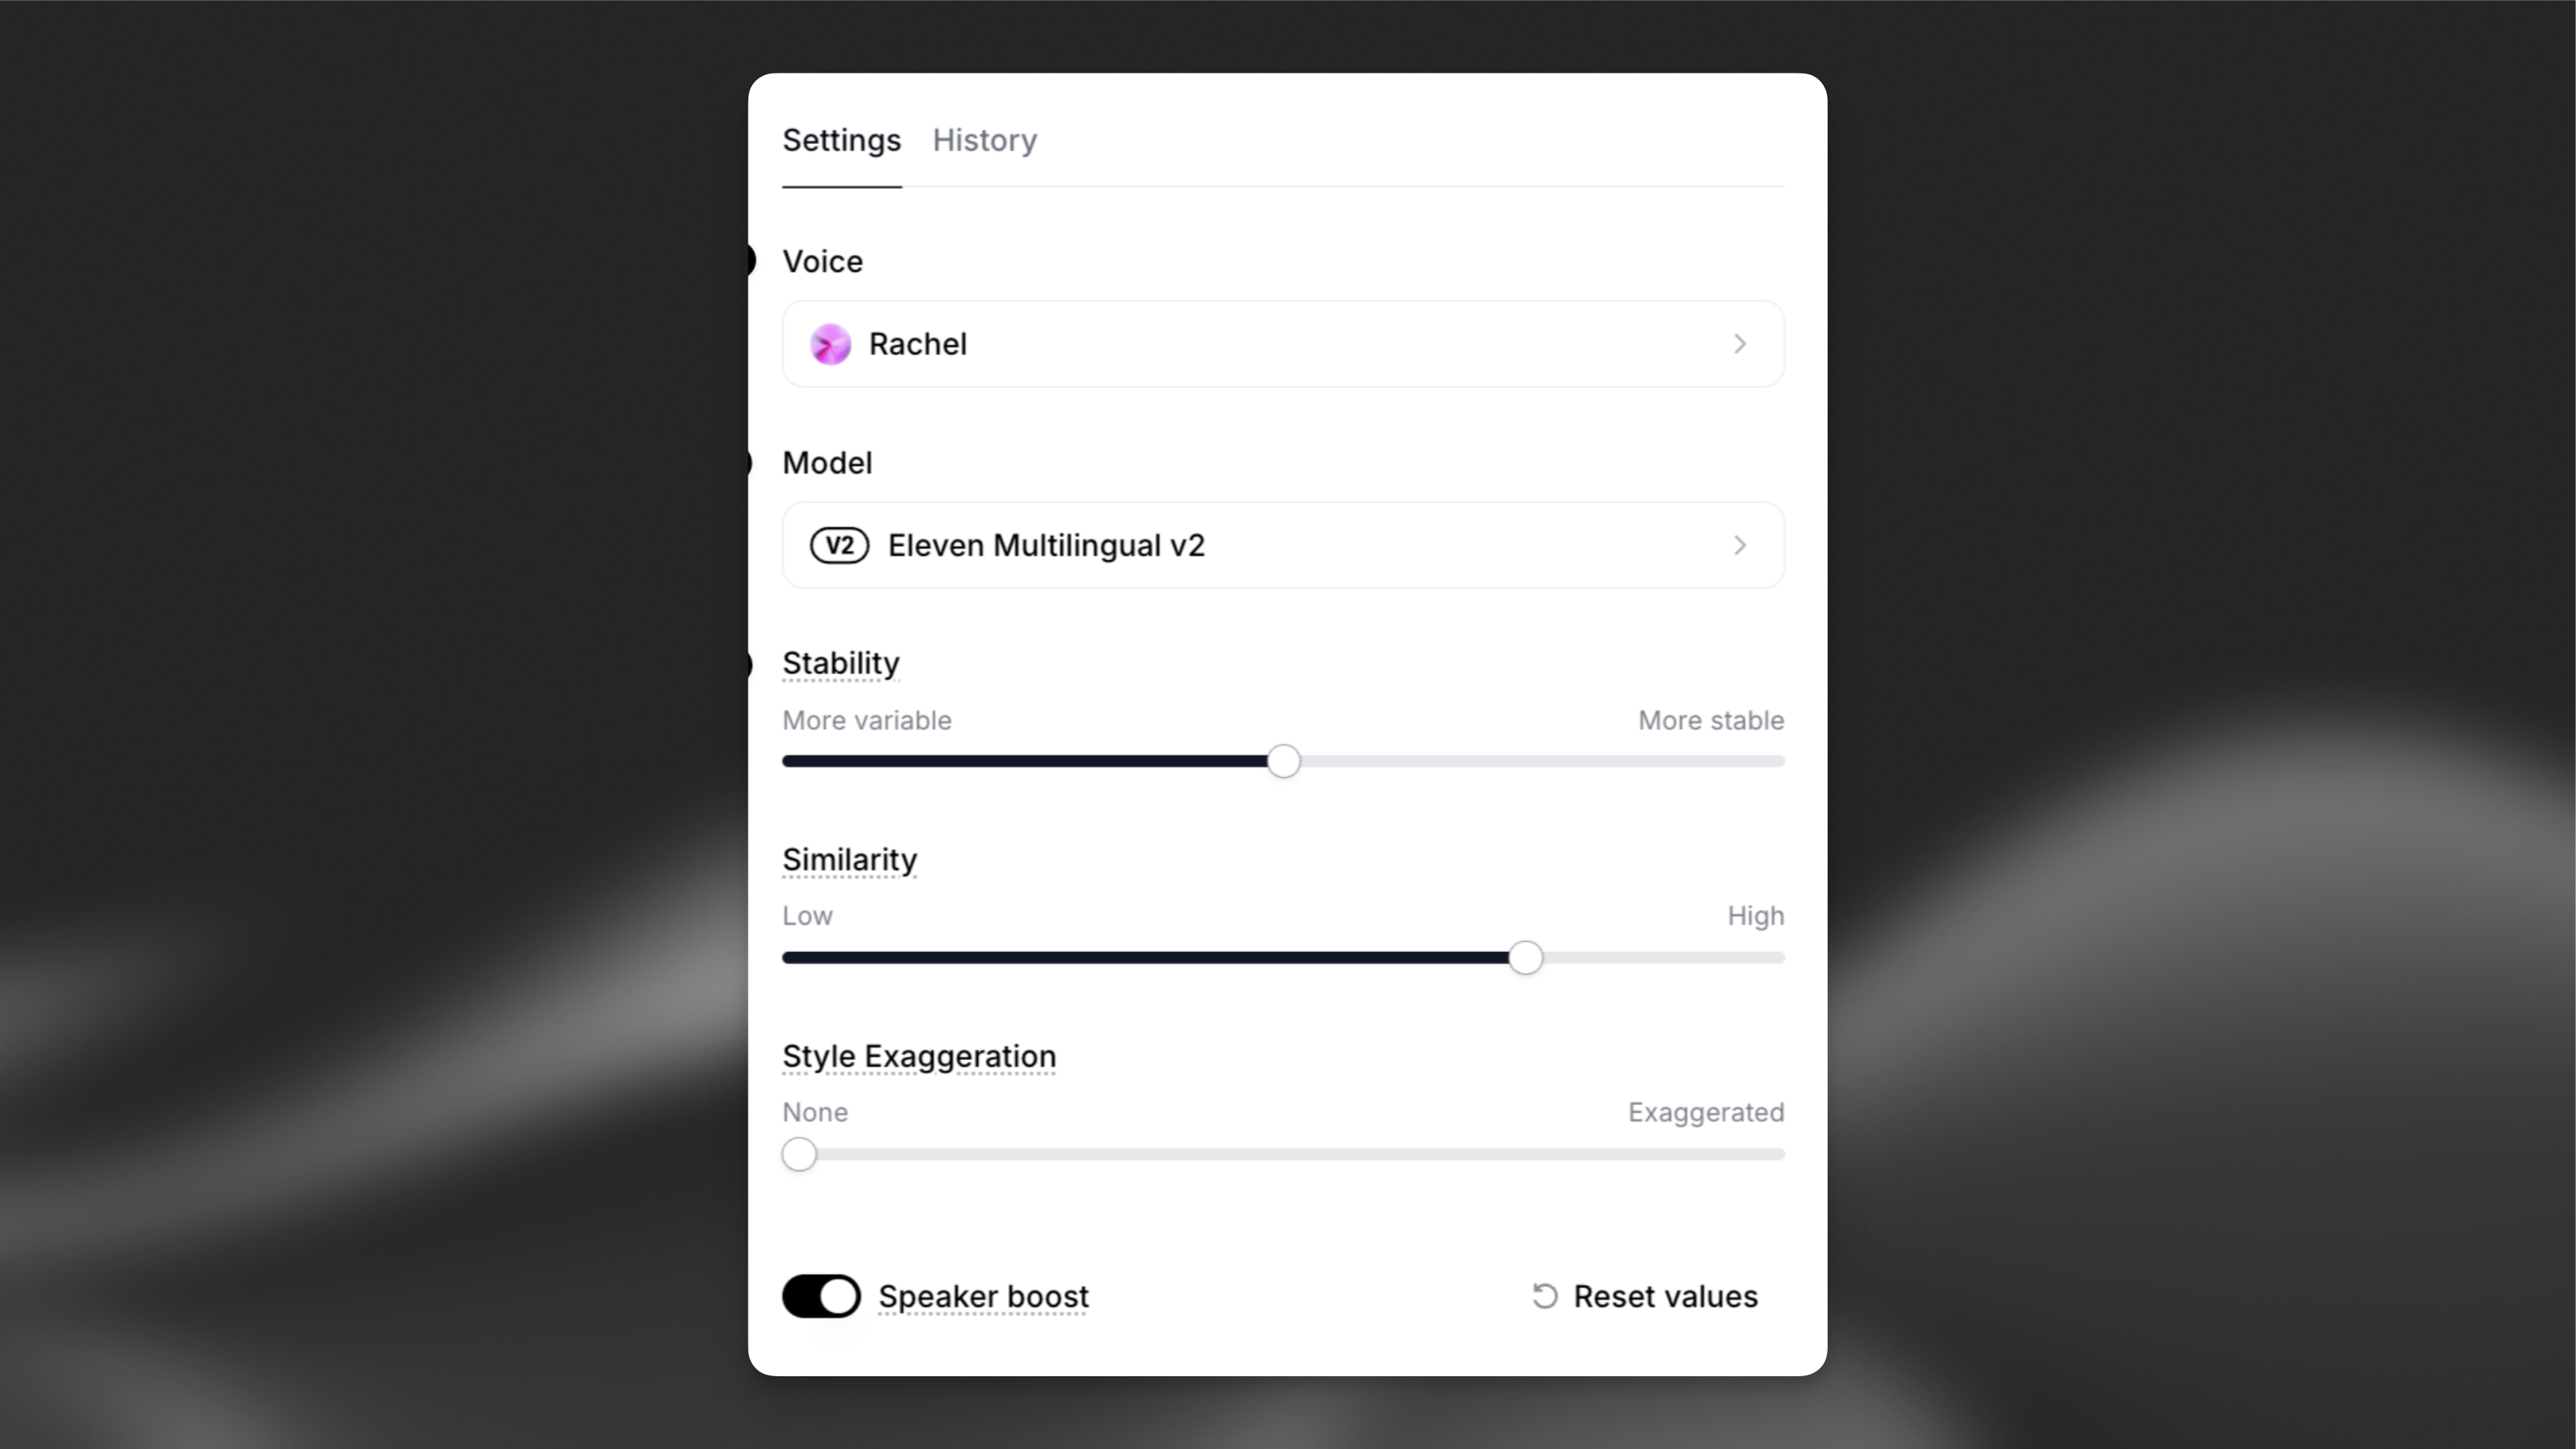 Settings History
Voice
Rachel
Model
V2 Eleven Multilingual v2
Stability
More variable More stable
Similarity
Low High
Style Exaggeration
None Exaggerated
Speaker boost Reset values